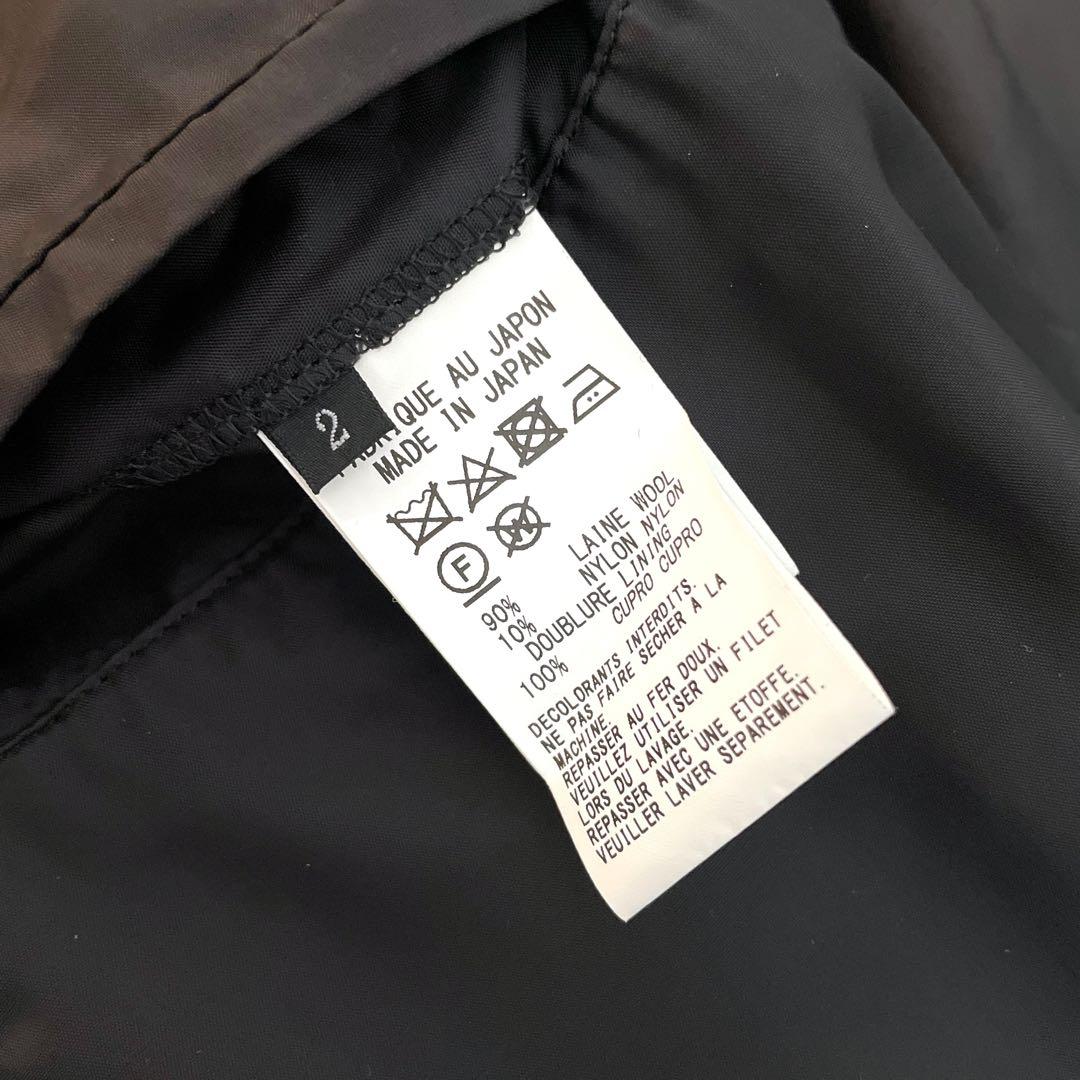 2
FABRIQUE AU JAPON
MADE IN JAPAN
F
W
90% LAINE WOOL
10% NYLON NYLON
DOUBLURE LINING
100% CUPRO CUPRO
DECOLORANTS INTERDITS.
NE PAS FAIRE SECHER A LA
MACHINE.
REPASSER AU FER DOUX.
VEUILLEZ UTILISER UN FILET
LORS DU LAVAGE.
REPASSER AVEC UNE ETOFFE.
VEUILLER LAVER SEPAREMENT.